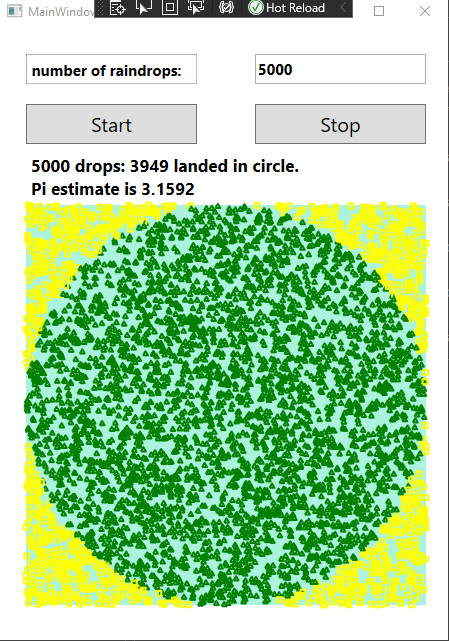 MainWindow
Hot Reload
number of raindrops:
5000
Start
Stop
5000 drops: 3949 landed in circle.
Pi estimate is 3.1592